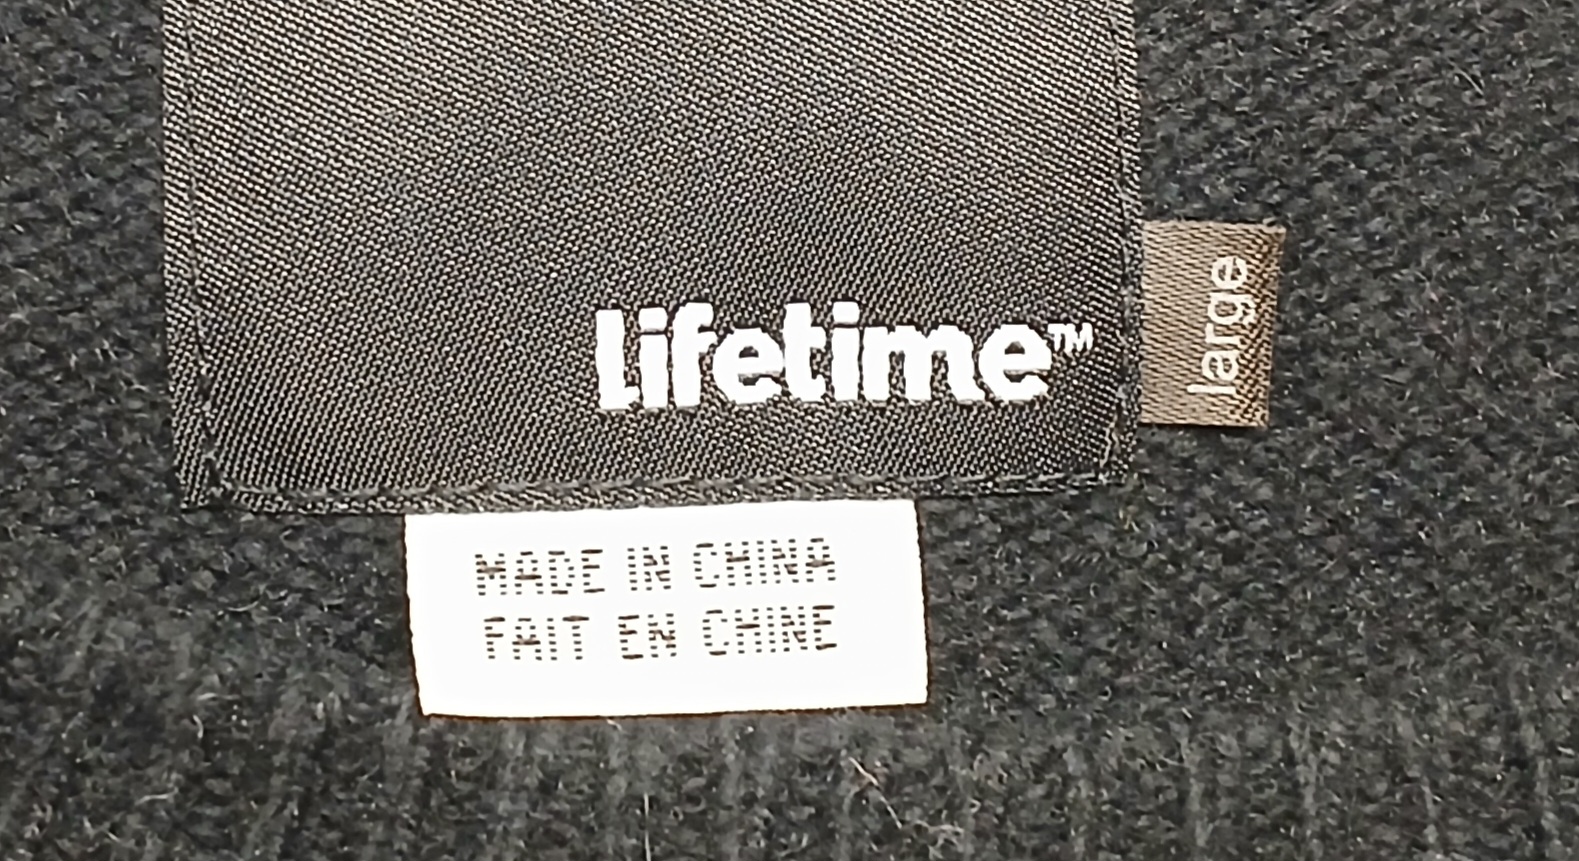 lifetime™
large
MADE IN CHINA
FAIT EN CHINE